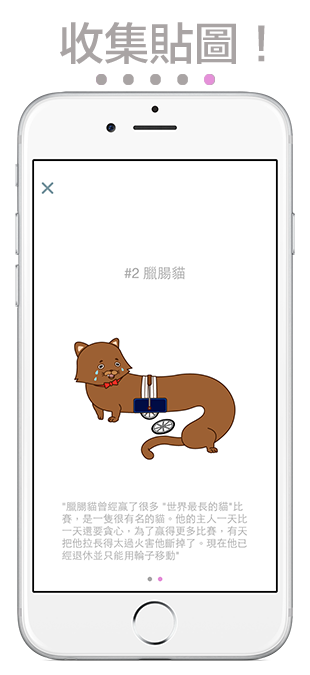 收集貼圖！
#2 臘腸貓
"臘腸貓曾經贏了很多 "世界最長的貓"比
賽，是一隻很有名的貓。他的主人一天比
一天還要貪心，為了贏得更多比賽，有天
把他拉長得太過火害他斷掉了。現在他已
經退休並只能用輪子移動"